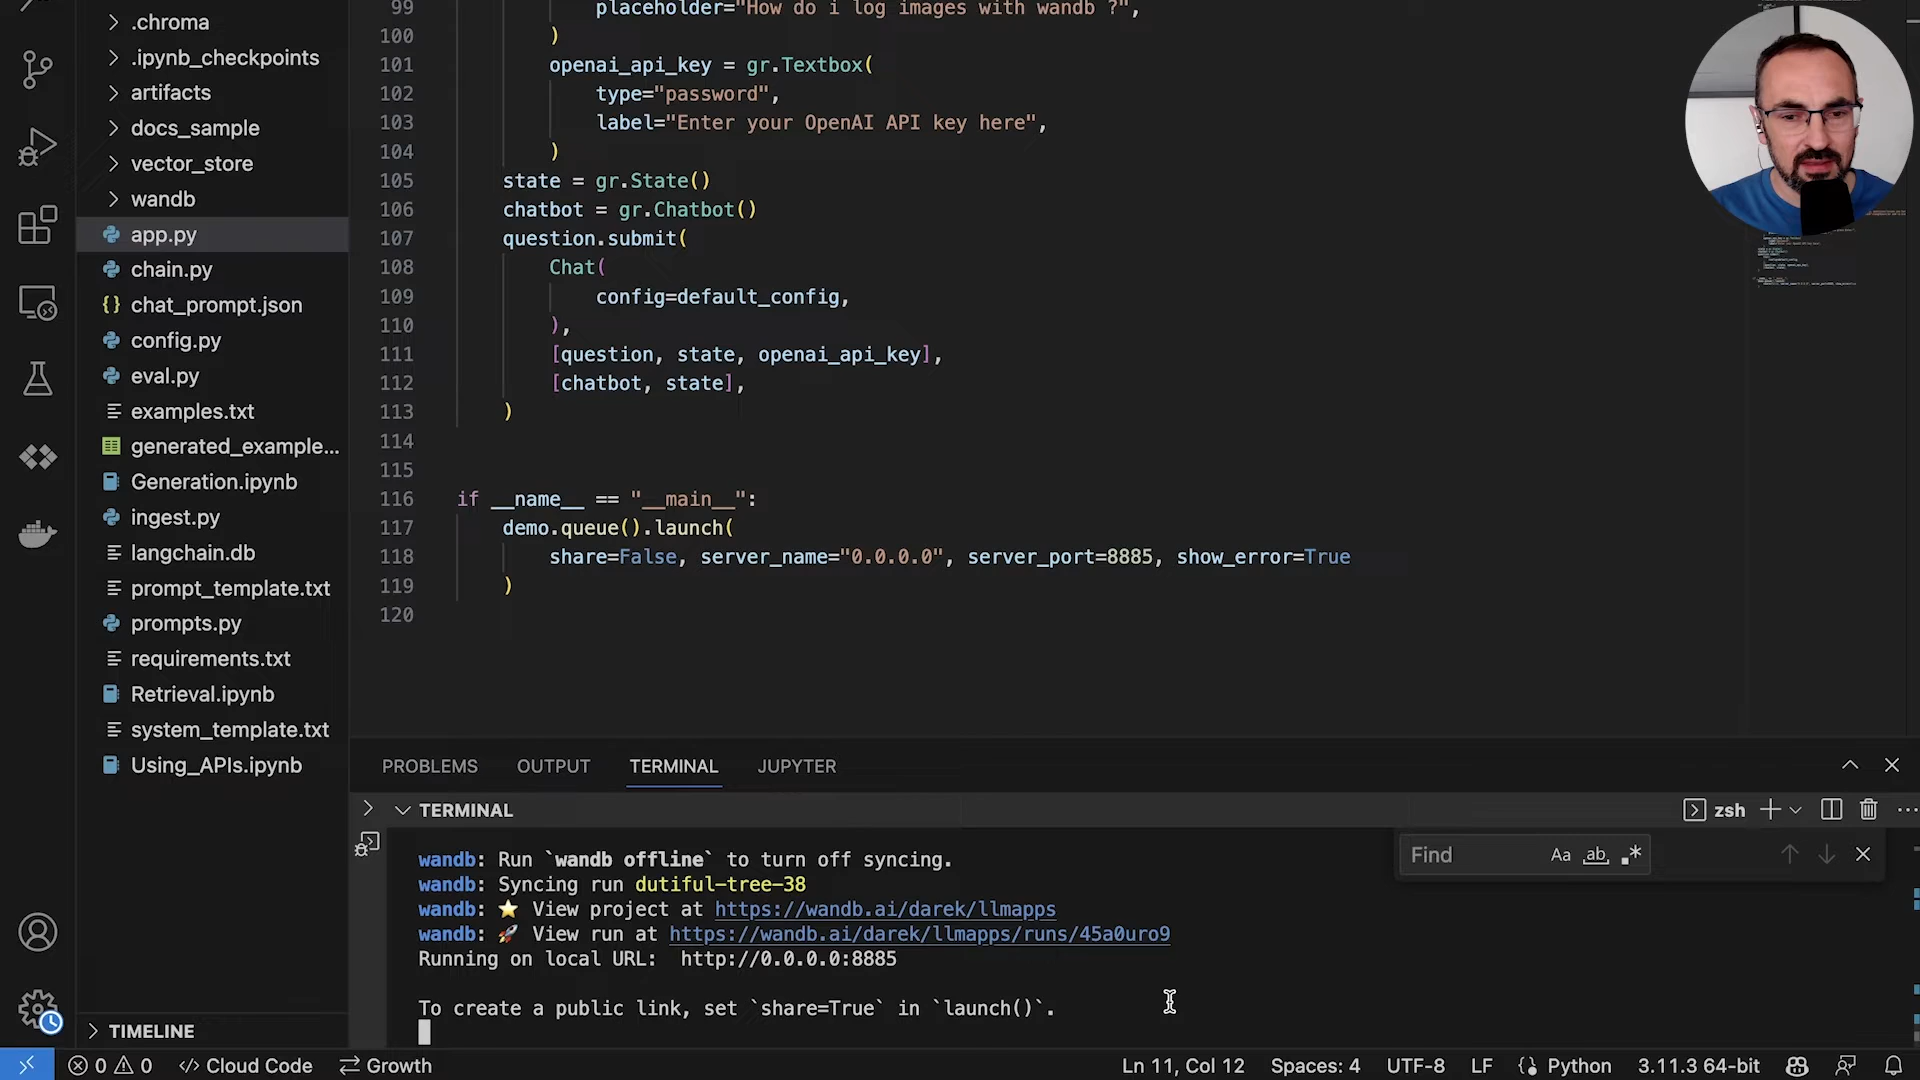 .chroma
.ipynb_checkpoints
artifacts
docs_sample
vector_store
wandb
app.py
chain.py
chat_prompt.json
config.py
eval.py
examples.txt
generated_example...
Generation.ipynb
ingest.py
langchain.db
prompt_template.txt
prompts.py
requirements.txt
Retrieval.ipynb
system_template.txt
Using_APIs.ipynb
TIMELINE
99 placeholder="How do i log images with wandb ?",
100 )
101 openai_api_key = gr.Textbox(
102 type="password",
103 label="Enter your OpenAI API key here",
104 )
105 state = gr.State()
106 chatbot = gr.Chatbot()
107 question.submit(
108 Chat(
109 config=default_config,
110 ),
111 [question, state, openai_api_key],
112 [chatbot, state],
113 )
114
115
116 if __name__ == "__main__":
117 demo.queue().launch(
118 share=False, server_name="0.0.0.0", server_port=8885, show_error=True
119 )
120
PROBLEMS OUTPUT TERMINAL JUPYTER
TERMINAL zsh
Find Aa ab .*
wandb: Run `wandb offline` to turn off syncing.
wandb: Syncing run dutiful-tree-38
wandb: ⭐ View project at https://wandb.ai/darek/llmapps
wandb: 🚀 View run at https://wandb.ai/darek/llmapps/runs/45a0uro9
Running on local URL: http://0.0.0.0:8885
To create a public link, set `share=True` in `launch()`.
0 0 Cloud Code Growth Ln 11, Col 12 Spaces: 4 UTF-8 LF Python 3.11.3 64-bit